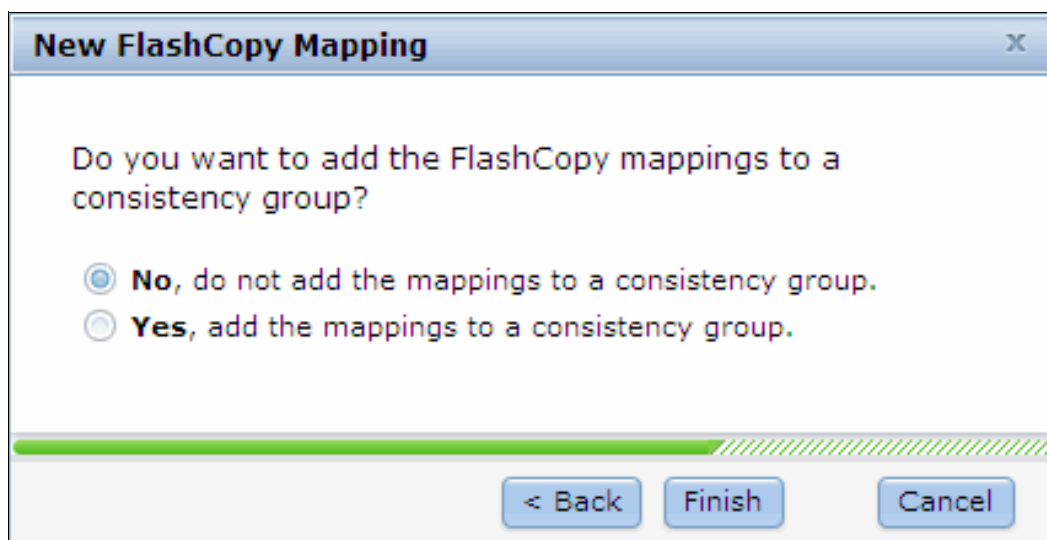 New FlashCopy Mapping x
Do you want to add the FlashCopy mappings to a
consistency group?
No, do not add the mappings to a consistency group.
Yes, add the mappings to a consistency group.
< Back Finish Cancel